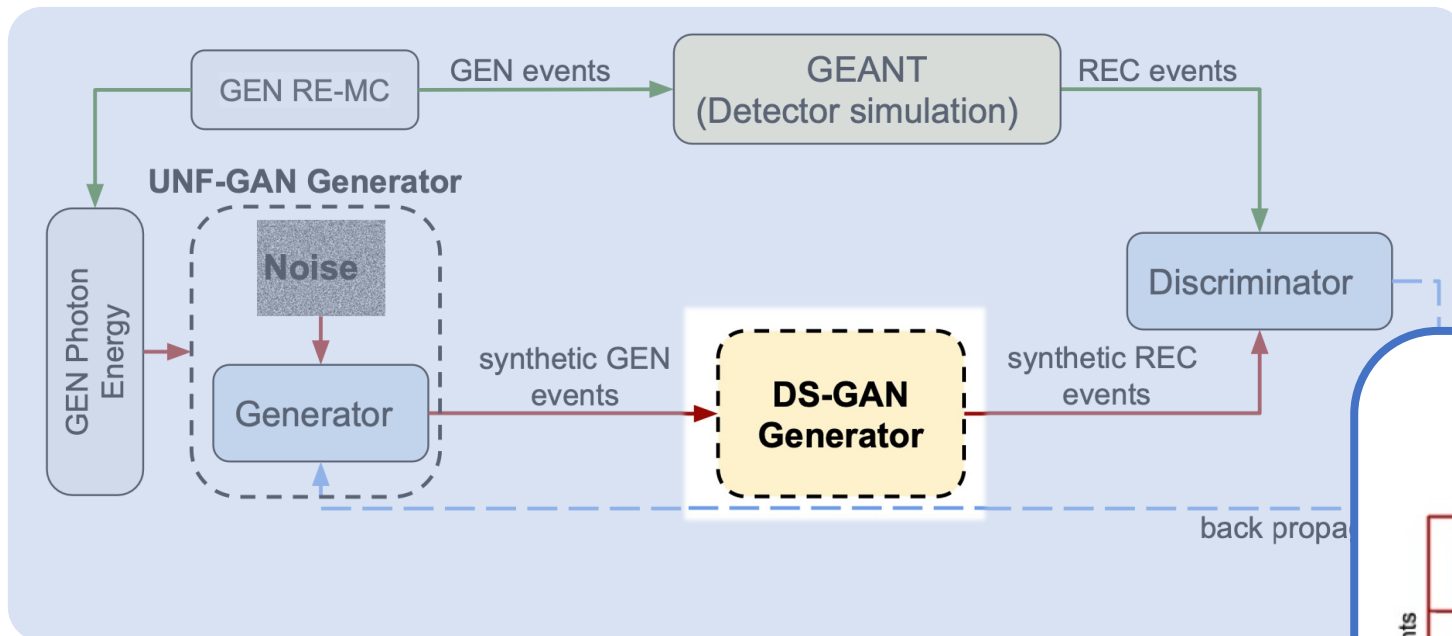 GEN RE-MC
GEN events
GEANT
(Detector simulation)
REC events
UNF-GAN Generator
GEN Photon
Energy
Noise
Generator
synthetic GEN
events
DS-GAN
Generator
synthetic REC
events
Discriminator
back